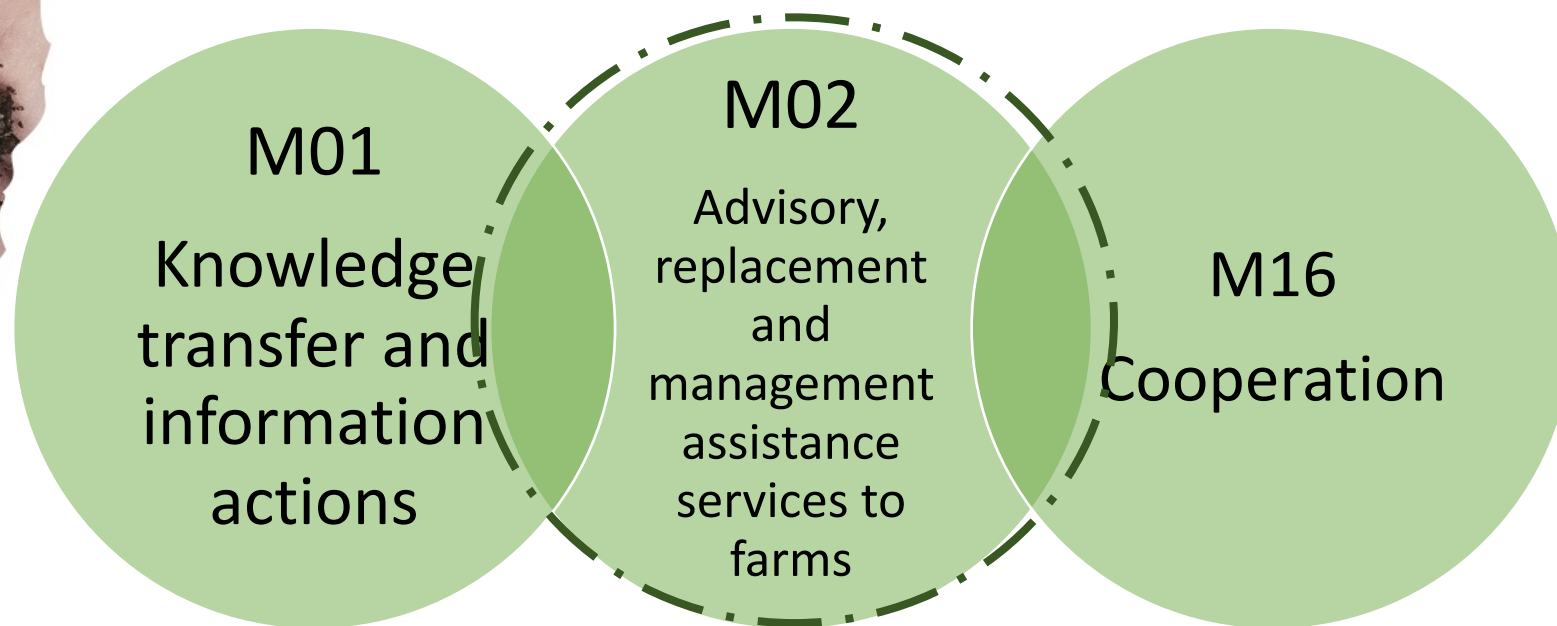 M01
Knowledge
transfer and
information
actions
M02
Advisory,
replacement
and
management
assistance
services to
farms
M16
Cooperation